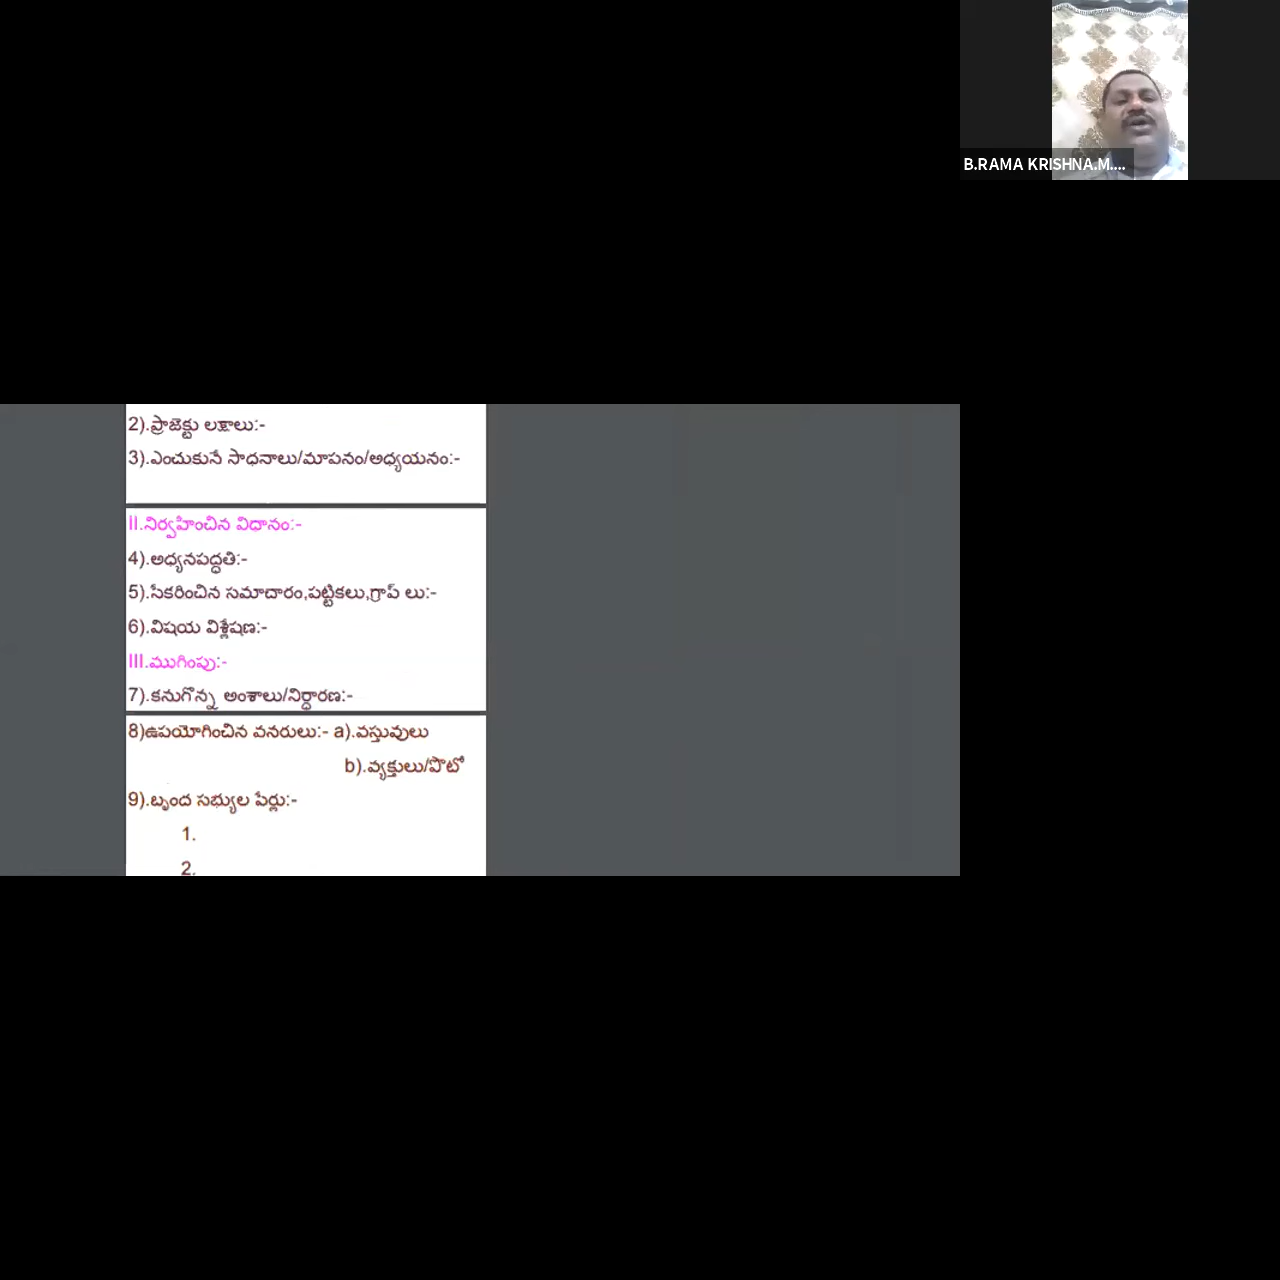 B.RAMA KRISHNA.M....
2).ప్రాజెక్టు లక్ష్యాలు:-
3).ఎంచుకునే సాధనాలు/మాపనం/అధ్యయనం:-
II.నిర్వహించిన విధానం:-
4).అధ్యనపద్ధతి:-
5).సేకరించిన సమాచారం,పట్టికలు,గ్రాప్ లు:-
6).విషయ విశ్లేషణ:-
III.ముగింపు:-
7).కనుగొన్న అంశాలు/నిర్ధారణ:-
8)ఉపయోగించిన వనరులు:- a).వస్తువులు
b).వ్యక్తులు/పొటో
9).బృంద సభ్యుల పేర్లు:-
1.
2.